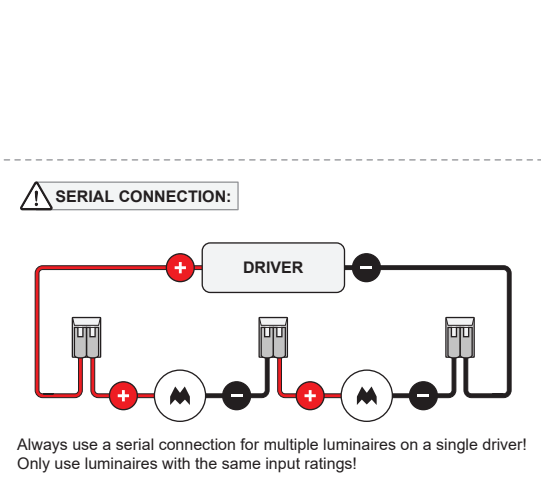 SERIAL CONNECTION:
+ DRIVER −
+ − + −
Always use a serial connection for multiple luminaires on a single driver!
Only use luminaires with the same input ratings!